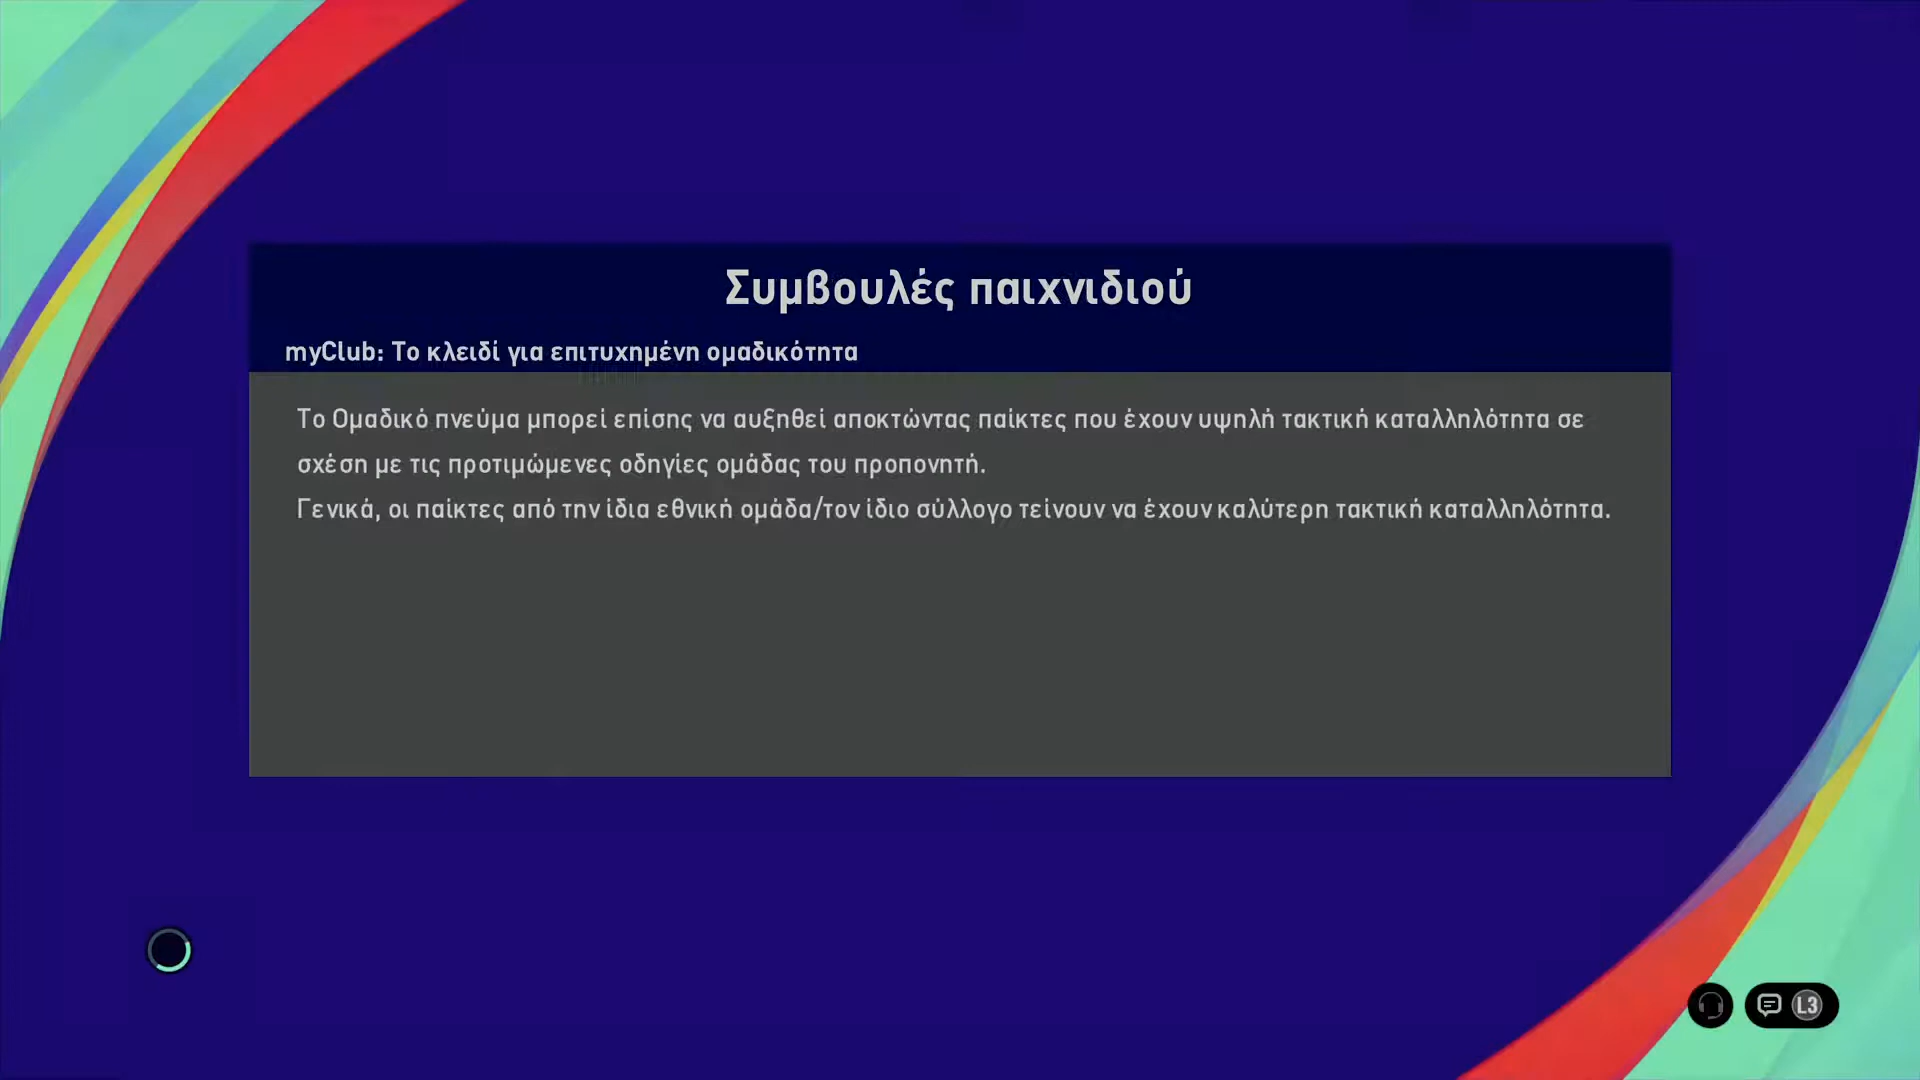 Συμβουλές παιχνιδιού
myClub: Το κλειδί για επιτυχημένη ομαδικότητα
Το Ομαδικό πνεύμα μπορεί επίσης να αυξηθεί αποκτώντας παίκτες που έχουν υψηλή τακτική καταλληλότητα σε
σχέση με τις προτιμώμενες οδηγίες ομάδας του προπονητή.
Γενικά, οι παίκτες από την ίδια εθνική ομάδα/τον ίδιο σύλλογο τείνουν να έχουν καλύτερη τακτική καταλληλότητα.
L3